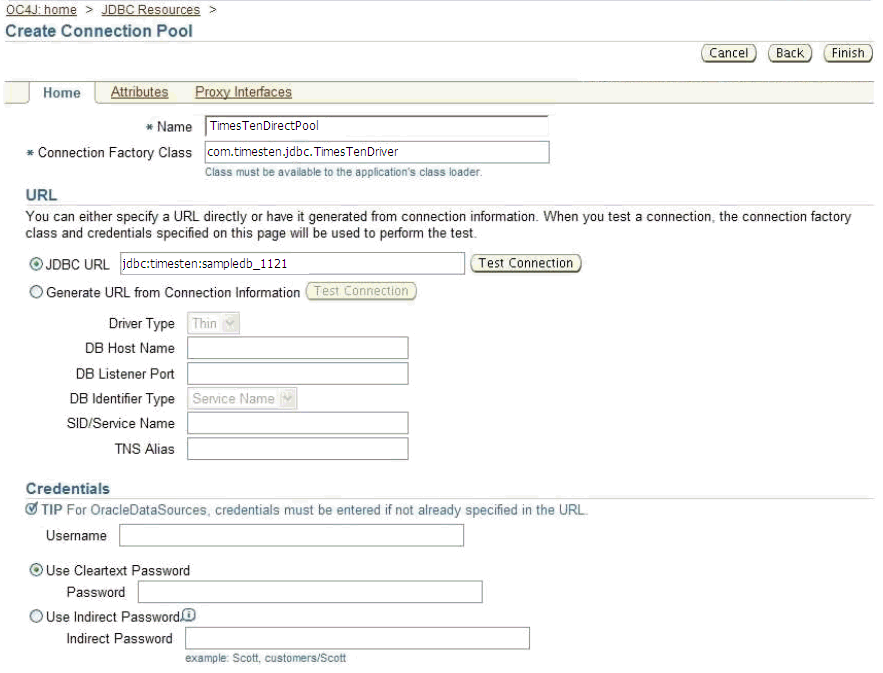 OC4J: home > JDBC Resources >
Create Connection Pool
Cancel Back Finish
Home Attributes Proxy Interfaces
* Name TimesTenDirectPool
* Connection Factory Class com.timesten.jdbc.TimesTenDriver
Class must be available to the application's class loader.
URL
You can either specify a URL directly or have it generated from connection information. When you test a connection, the connection factory
class and credentials specified on this page will be used to perform the test.
JDBC URL jdbc:timesten:sampledb_1121 Test Connection
Generate URL from Connection Information Test Connection
Driver Type Thin
DB Host Name
DB Listener Port
DB Identifier Type Service Name
SID/Service Name
TNS Alias
Credentials
TIP For OracleDataSources, credentials must be entered if not already specified in the URL.
Username
Use Cleartext Password
Password
Use Indirect Password
Indirect Password
example: Scott, customers/Scott